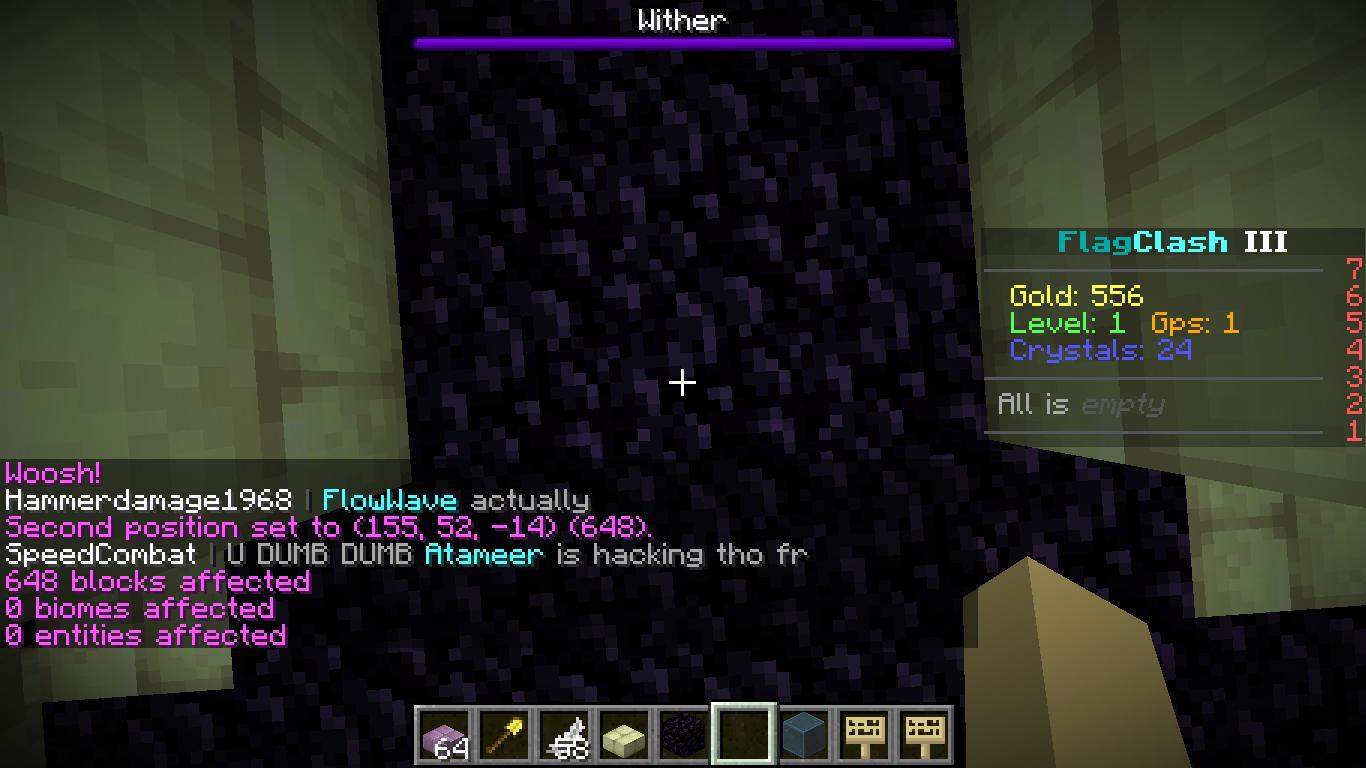 Wither
FlagClash III
7
Gold: 556
6
Level: 1 Gps: 1
5
Crystals: 24
4
3
All is empty
2
1
Woosh!
Hammerdamage1968 | FlowWave actually
Second position set to (155, 52, -14) (648).
SpeedCombat | U DUMB DUMB Atameer is hacking tho fr
648 blocks affected
0 biomes affected
0 entities affected
64